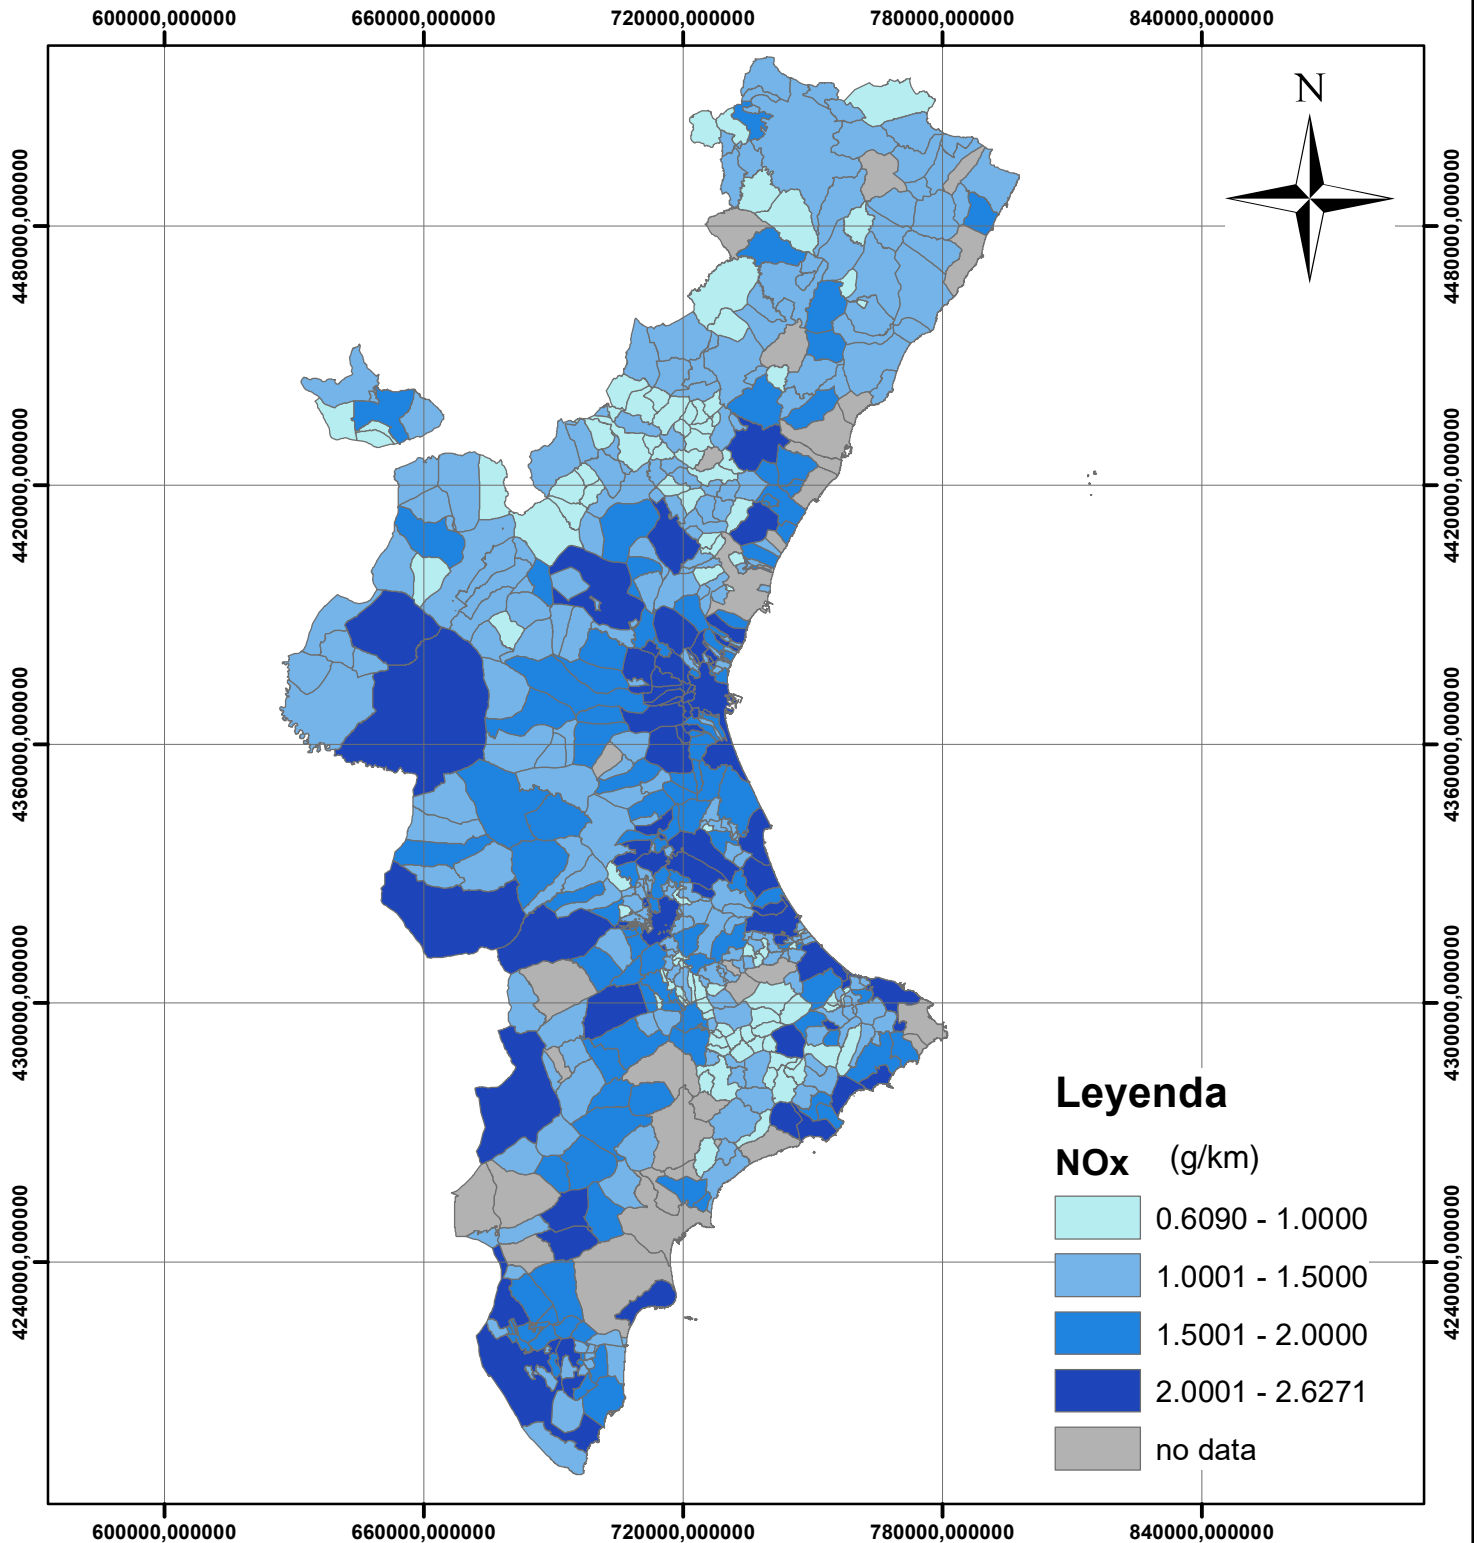 600000,000000 660000,000000 720000,000000 780000,000000 840000,000000
N
4480000,000000 4480000,000000
4420000,000000 4420000,000000
4360000,000000 4360000,000000
4300000,000000 4300000,000000
4240000,000000 4240000,000000
Leyenda
NOx (g/km)
0.6090 - 1.0000
1.0001 - 1.5000
1.5001 - 2.0000
2.0001 - 2.6271
no data
600000,000000 660000,000000 720000,000000 780000,000000 840000,000000